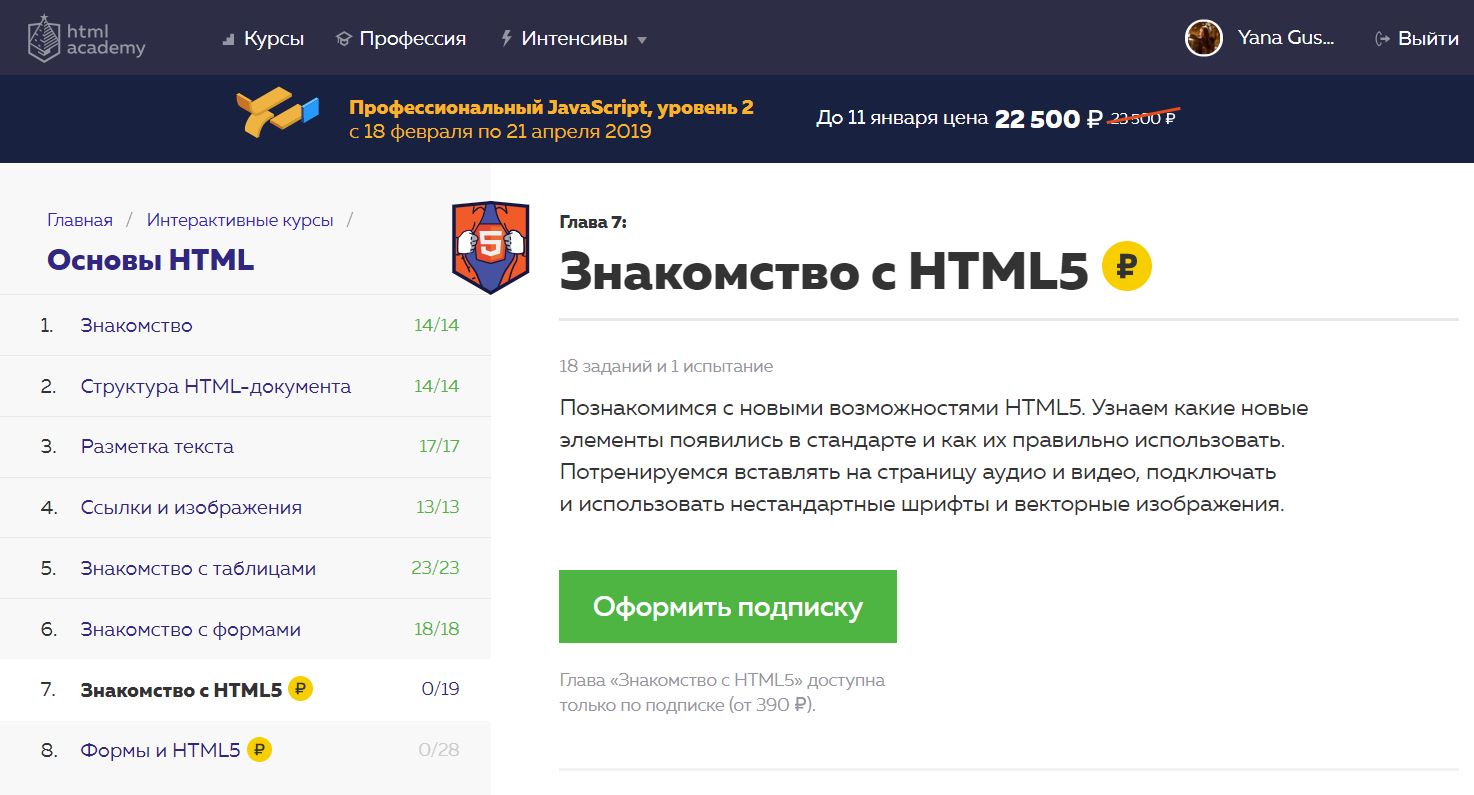 html
academy
Курсы
Профессия
Интенсивы
Yana Gus...
Выйти
Профессиональный JavaScript, уровень 2
с 18 февраля по 21 апреля 2019
До 11 января цена 22 500 ₽ 23 500 ₽
Главная / Интерактивные курсы /
Основы HTML
1. Знакомство 14/14
2. Структура HTML-документа 14/14
3. Разметка текста 17/17
4. Ссылки и изображения 13/13
5. Знакомство с таблицами 23/23
6. Знакомство с формами 18/18
7. Знакомство с HTML5 ₽ 0/19
8. Формы и HTML5 ₽ 0/28
5
Глава 7:
Знакомство с HTML5 ₽
18 заданий и 1 испытание
Познакомимся с новыми возможностями HTML5. Узнаем какие новые
элементы появились в стандарте и как их правильно использовать.
Потренируемся вставлять на страницу аудио и видео, подключать
и использовать нестандартные шрифты и векторные изображения.
Оформить подписку
Глава «Знакомство с HTML5» доступна
только по подписке (от 390 ₽).